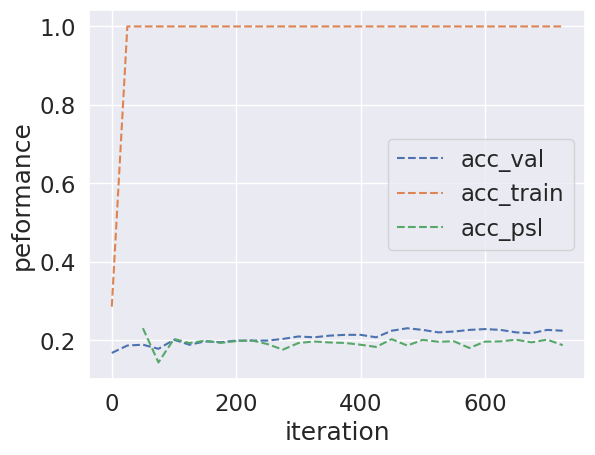 1.0
0.8
0.6
0.4
0.2
peformance
acc_val
acc_train
acc_psl
0 200 400 600
iteration